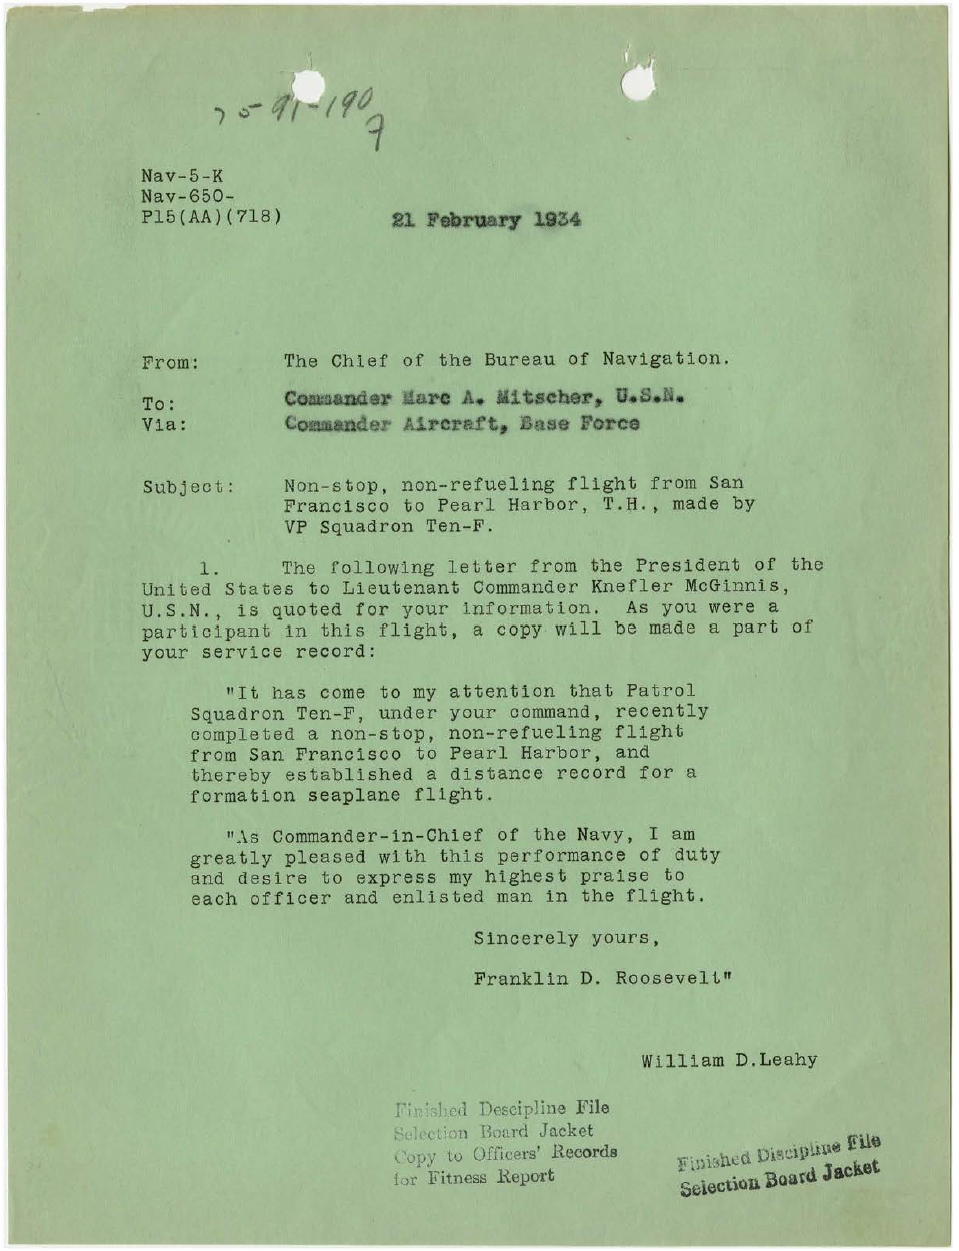 5-91-190
7
Nav-5-K
Nav-650-
P15(AA)(718)
21 February 1934
From: The Chief of the Bureau of Navigation.
To: Commander Marc A. Mitscher, U.S.N.
Via: Commander Aircraft, Base Force
Subject: Non-stop, non-refueling flight from San
Francisco to Pearl Harbor, T.H., made by
VP Squadron Ten-F.
1. The following letter from the President of the
United States to Lieutenant Commander Knefler McGinnis,
U.S.N., is quoted for your information. As you were a
participant in this flight, a copy will be made a part of
your service record:
"It has come to my attention that Patrol
Squadron Ten-F, under your command, recently
completed a non-stop, non-refueling flight
from San Francisco to Pearl Harbor, and
thereby established a distance record for a
formation seaplane flight.
"As Commander-in-Chief of the Navy, I am
greatly pleased with this performance of duty
and desire to express my highest praise to
each officer and enlisted man in the flight.
Sincerely yours,
Franklin D. Roosevelt"
William D.Leahy
Finished Descipline File
Selection Board Jacket
Copy to Officers' Records
for Fitness Report
Finished Discipline File
Selection Board Jacket